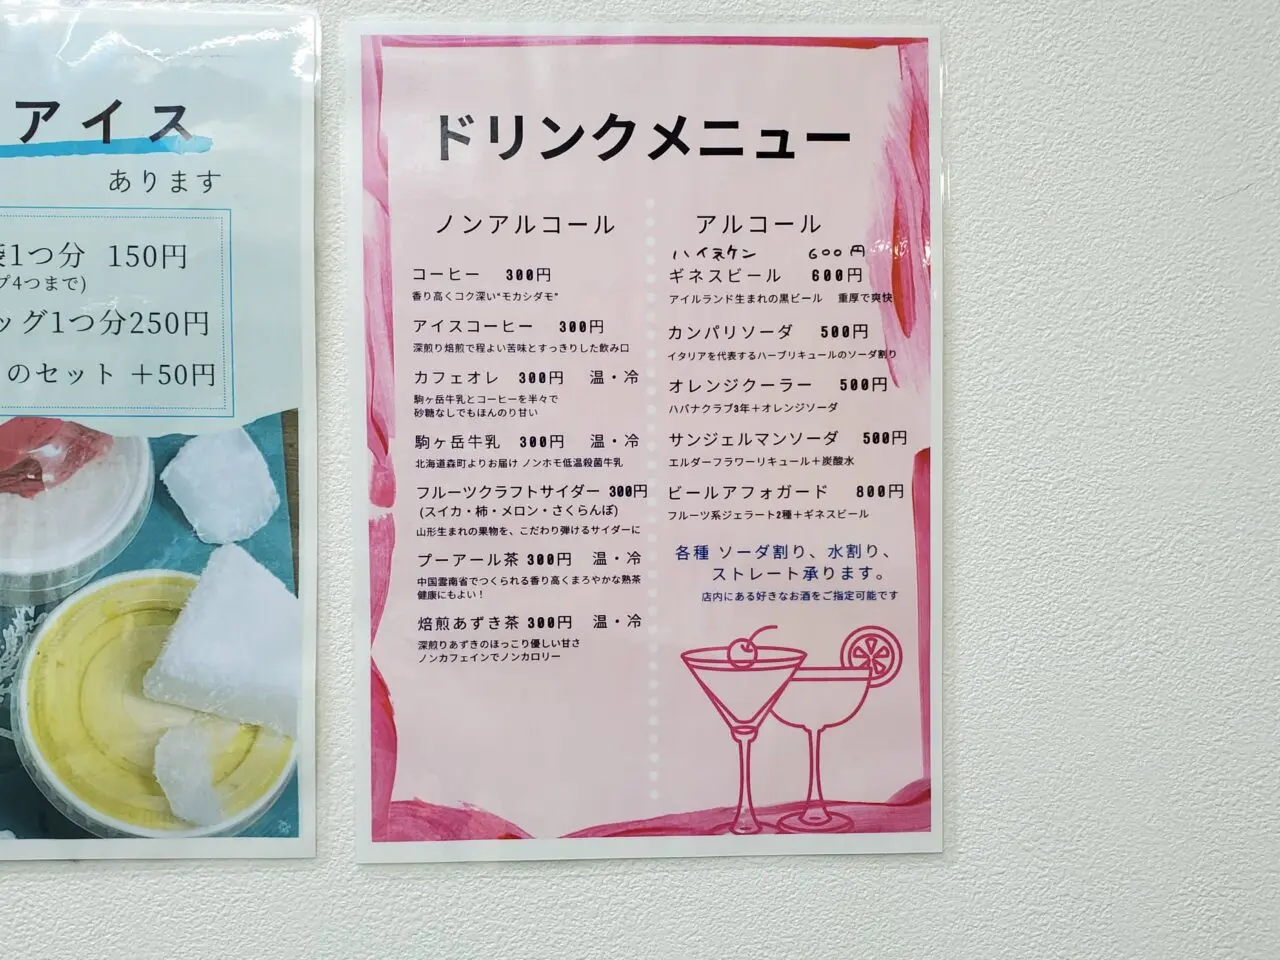 アイス
あります
袋1つ分 150円
プ4つまで)
ッグ1つ分250円
のセット +50円
ドリンクメニュー
ノンアルコール
コーヒー 300円
香り高くコク深い“モカシダモ”
アイスコーヒー 300円
深煎り焙煎で程よい苦味とすっきりした飲み口
カフェオレ 300円 温・冷
駒ヶ岳牛乳とコーヒーを半々で
砂糖なしでもほんのり甘い
駒ヶ岳牛乳 300円 温・冷
北海道森町よりお届け ノンホモ低温殺菌牛乳
フルーツクラフトサイダー 300円
(スイカ・柿・メロン・さくらんぼ)
山形生まれの果物を、こだわり弾けるサイダーに
プーアール茶 300円 温・冷
中国雲南省でつくられる香り高くまろやかな熟茶
健康にもよい！
焙煎あずき茶 300円 温・冷
深煎りあずきのほっこり優しい甘さ
ノンカフェインでノンカロリー
アルコール
ハイネケン 600円
ギネスビール 600円
アイルランド生まれの黒ビール 重厚で爽快
カンパリソーダ 500円
イタリアを代表するハーブリキュールのソーダ割り
オレンジクーラー 500円
ハバナクラブ3年+オレンジソーダ
サンジェルマンソーダ 500円
エルダーフラワーリキュール+炭酸水
ビールアフォガード 800円
フルーツ系ジェラート2種+ギネスビール
各種 ソーダ割り、水割り、
ストレート承ります。
店内にある好きなお酒をご指定可能です